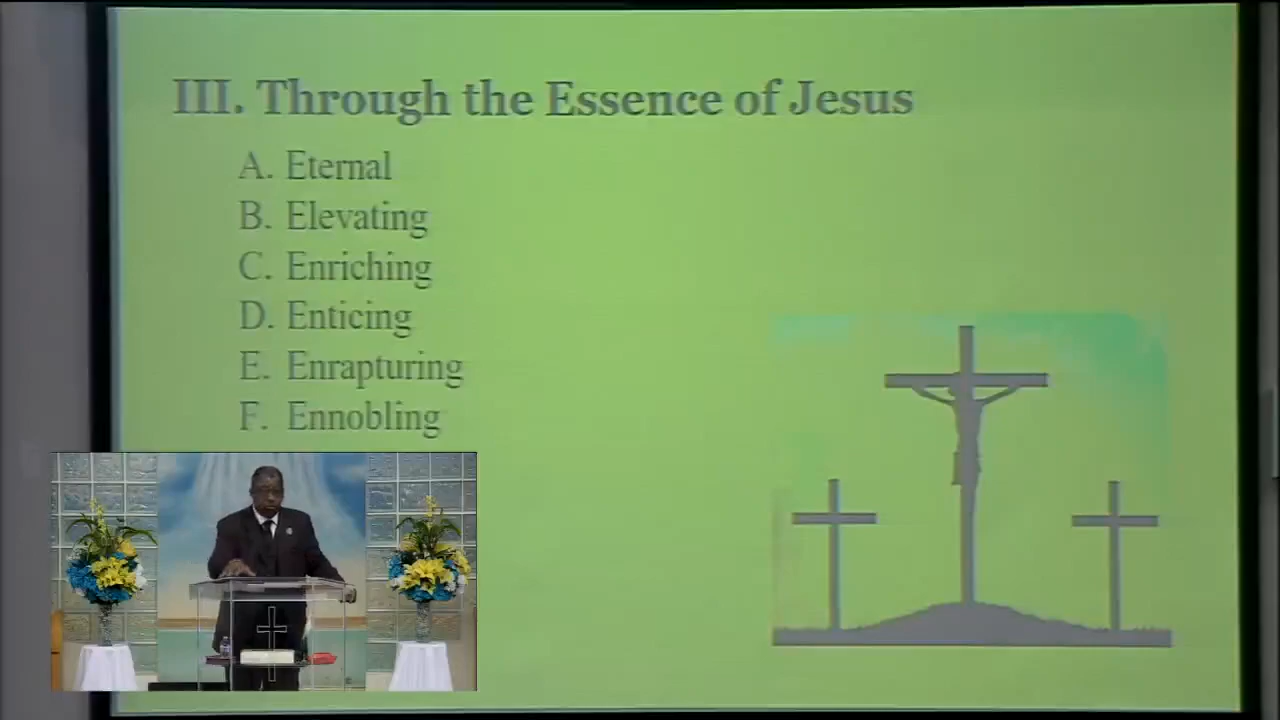 III. Through the Essence of Jesus
A. Eternal
B. Elevating
C. Enriching
D. Enticing
E. Enrapturing
F. Ennobling